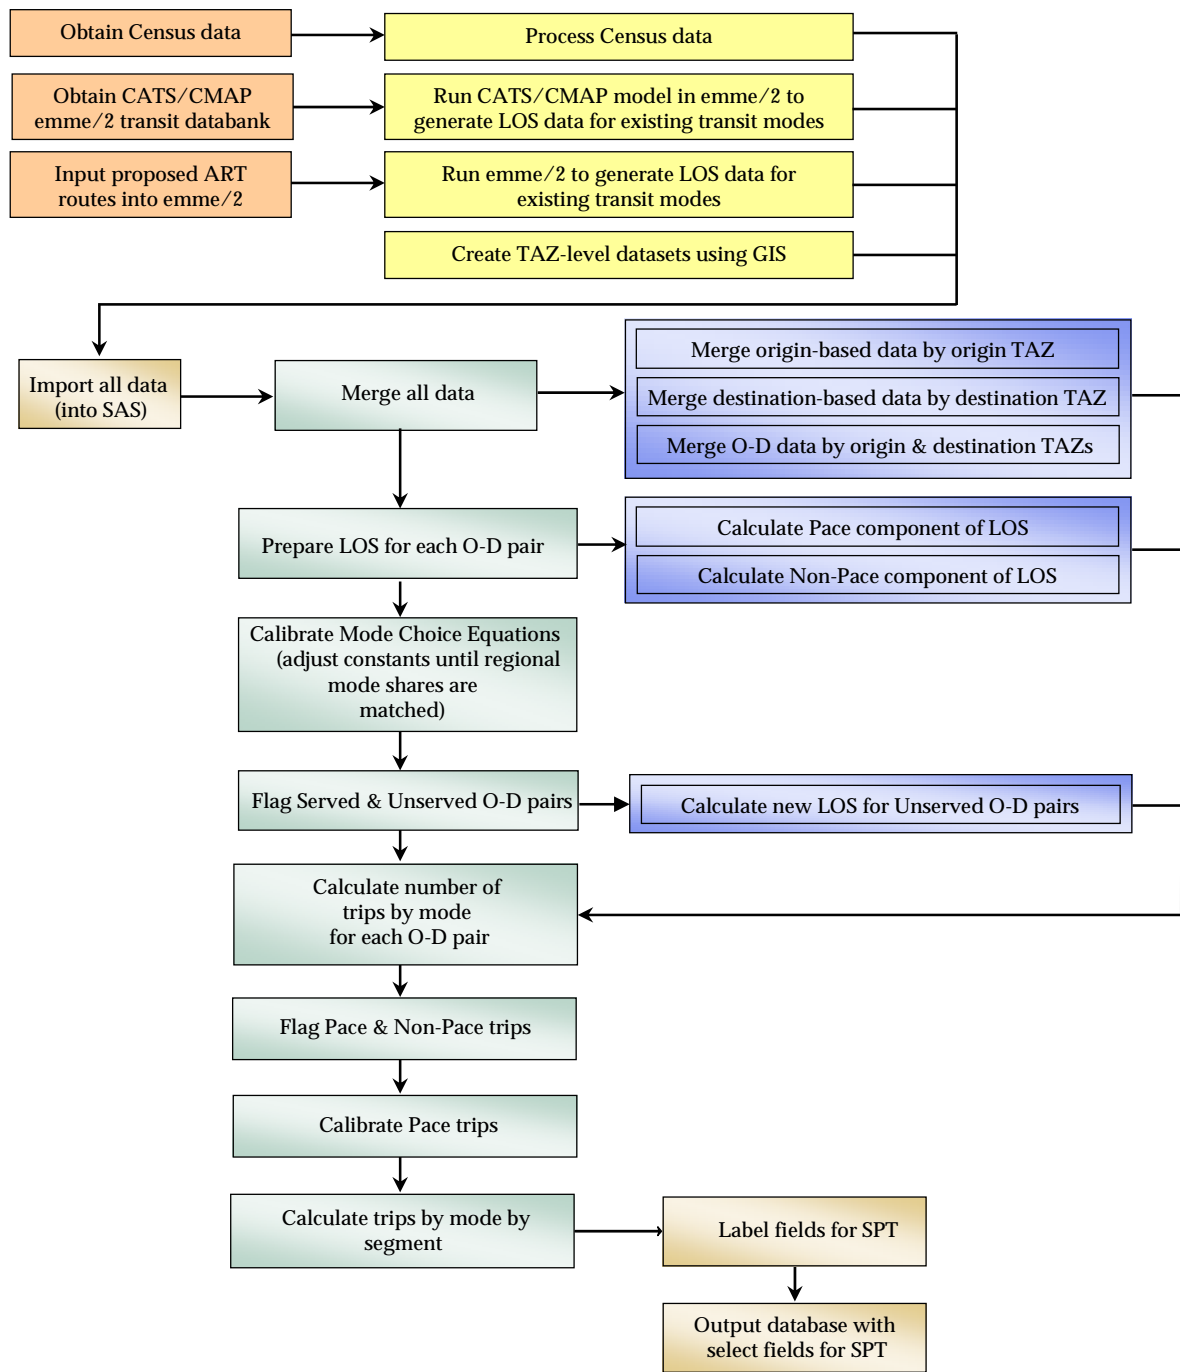 Obtain Census data
Process Census data
Obtain CATS/CMAP
emme/2 transit databank
Run CATS/CMAP model in emme/2 to
generate LOS data for existing transit modes
Input proposed ART
routes into emme/2
Run emme/2 to generate LOS data for
existing transit modes
Create TAZ-level datasets using GIS
Import all data
(into SAS)
Merge all data
Merge origin-based data by origin TAZ
Merge destination-based data by destination TAZ
Merge O-D data by origin & destination TAZs
Prepare LOS for each O-D pair
Calculate Pace component of LOS
Calculate Non-Pace component of LOS
Calibrate Mode Choice Equations
(adjust constants until regional
mode shares are
matched)
Flag Served & Unserved O-D pairs
Calculate new LOS for Unserved O-D pairs
Calculate number of
trips by mode
for each O-D pair
Flag Pace & Non-Pace trips
Calibrate Pace trips
Calculate trips by mode by
segment
Label fields for SPT
Output database with
select fields for SPT